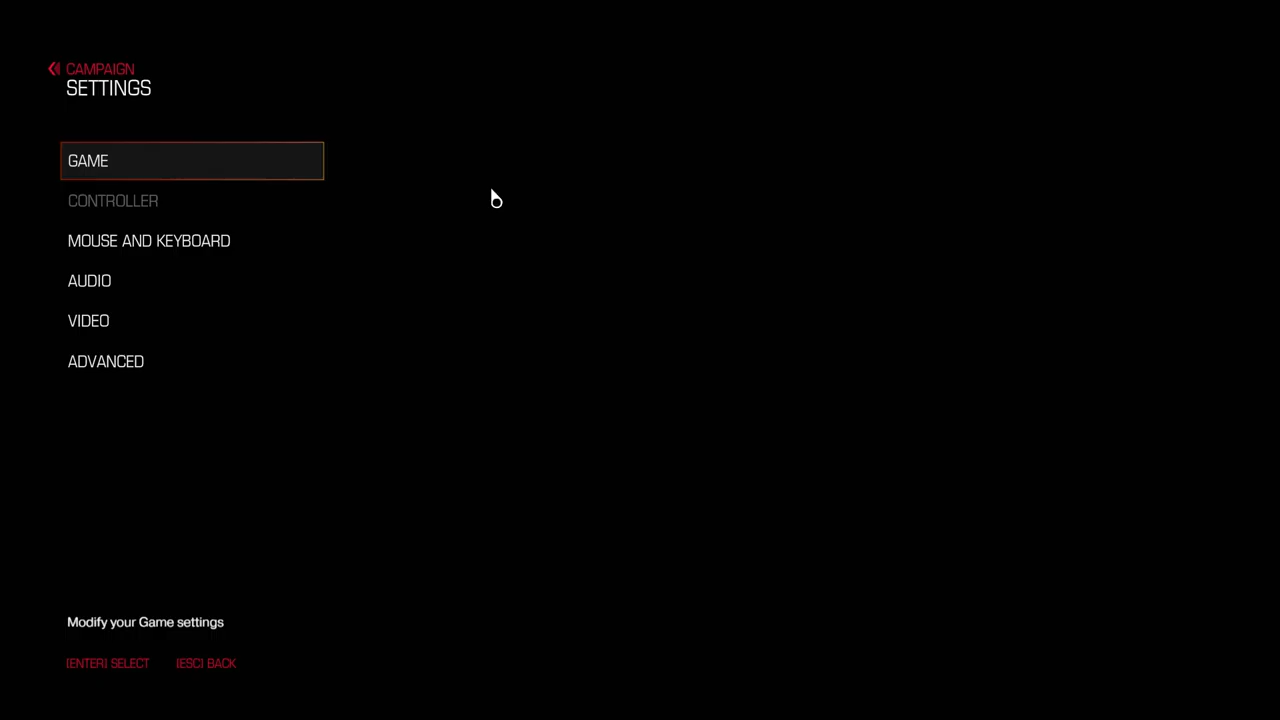 CAMPAIGN
SETTINGS
GAME
CONTROLLER
MOUSE AND KEYBOARD
AUDIO
VIDEO
ADVANCED
Modify your Game settings
[ENTER] SELECT [ESC] BACK